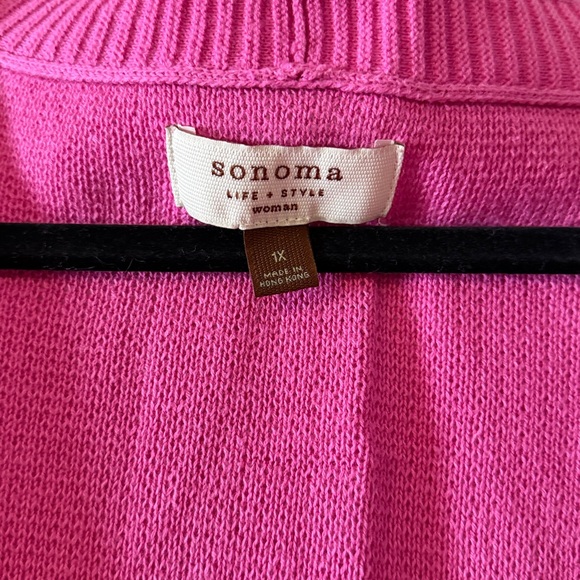 sonoma
LIFE + STYLE
woman
1X
MADE IN
HONG KONG